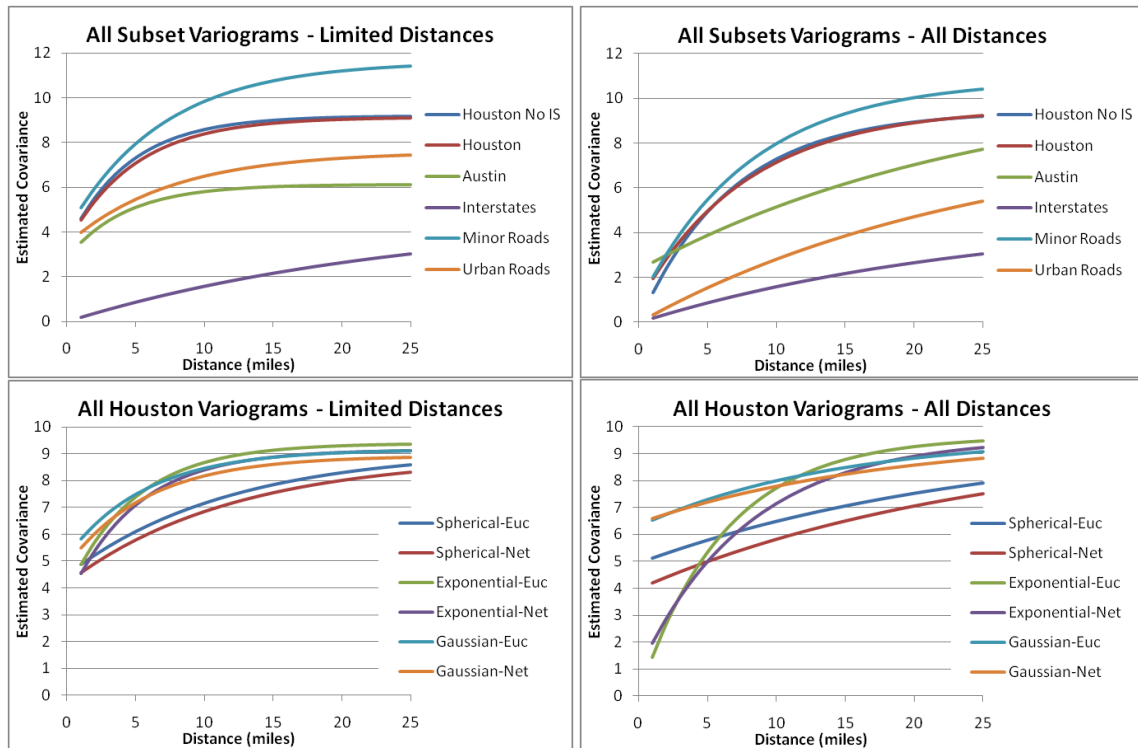 All Subset Variograms - Limited Distances
Estimated Covariance
12
10
8
6
4
2
0
0 5 10 15 20 25
Distance (miles)
Houston No IS
Houston
Austin
Interstates
Minor Roads
Urban Roads
All Subsets Variograms - All Distances
Estimated Covariance
12
10
8
6
4
2
0
0 5 10 15 20 25
Distance (miles)
Houston No IS
Houston
Austin
Interstates
Minor Roads
Urban Roads
All Houston Variograms - Limited Distances
Estimated Covariance
10
9
8
7
6
5
4
3
2
1
0
0 5 10 15 20 25
Distance (miles)
Spherical-Euc
Spherical-Net
Exponential-Euc
Exponential-Net
Gaussian-Euc
Gaussian-Net
All Houston Variograms - All Distances
Estimated Covariance
10
9
8
7
6
5
4
3
2
1
0
0 5 10 15 20 25
Distance (miles)
Spherical-Euc
Spherical-Net
Exponential-Euc
Exponential-Net
Gaussian-Euc
Gaussian-Net